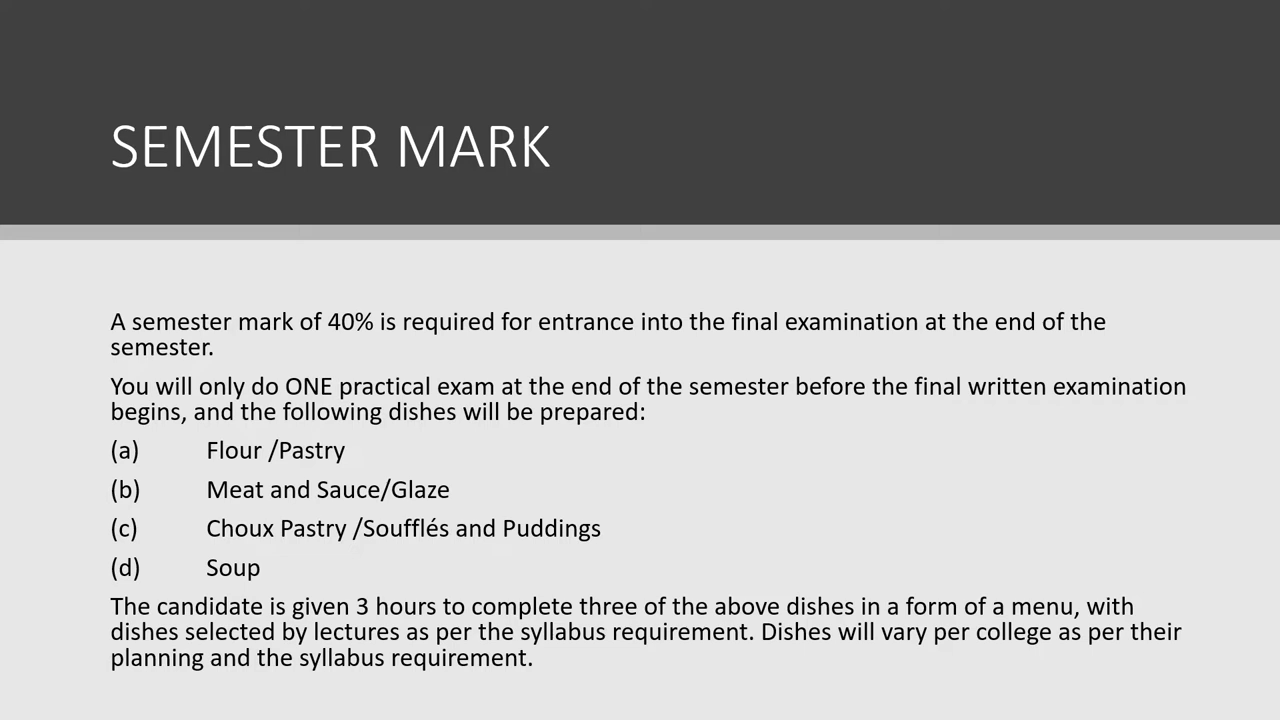 SEMESTER MARK
A semester mark of 40% is required for entrance into the final examination at the end of the
semester.
You will only do ONE practical exam at the end of the semester before the final written examination
begins, and the following dishes will be prepared:
(a) Flour /Pastry
(b) Meat and Sauce/Glaze
(c) Choux Pastry /Soufflés and Puddings
(d) Soup
The candidate is given 3 hours to complete three of the above dishes in a form of a menu, with
dishes selected by lectures as per the syllabus requirement. Dishes will vary per college as per their
planning and the syllabus requirement.